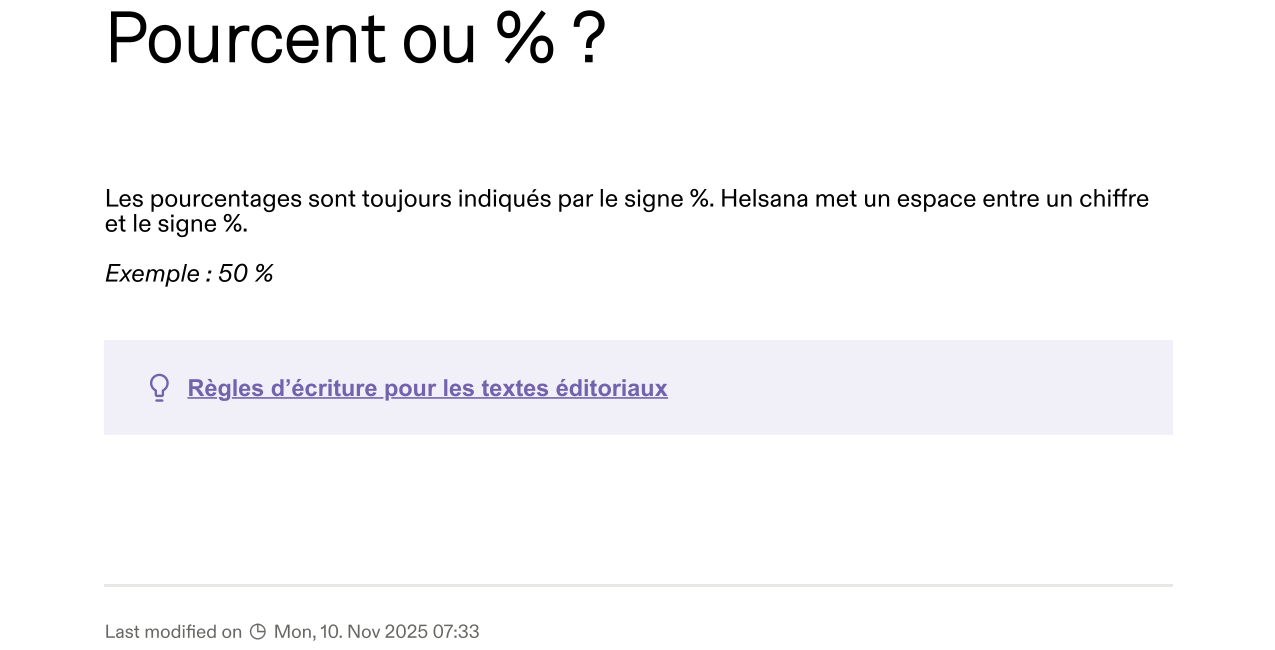 Pourcent ou % ?
Les pourcentages sont toujours indiqués par le signe %. Helsana met un espace entre un chiffre
et le signe %.
Exemple : 50 %
Règles d’écriture pour les textes éditoriaux
Last modified on Mon, 10. Nov 2025 07:33